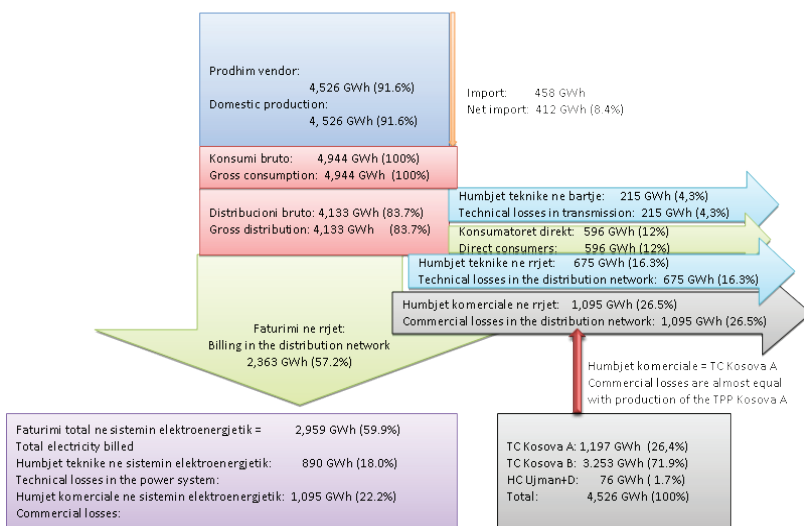 Prodhim vendor:
4,526 GWh (91.6%)
Domestic production:
4, 526 GWh (91.6%)
Import: 458 GWh
Net import: 412 GWh (8.4%)
Konsumi bruto: 4,944 GWh (100%)
Gross consumption: 4,944 GWh (100%)
Distribucioni bruto: 4,133 GWh (83.7%)
Gross distribution: 4,133 GWh (83.7%)
Humbjet teknike ne bartje: 215 GWh (4,3%)
Technical losses in transmission: 215 GWh (4,3%)
Konsumatoret direkt: 596 GWh (12%)
Direct consumers: 596 GWh (12%)
Humbjet teknike ne rrjet: 675 GWh (16.3%)
Technical losses in the distribution network: 675 GWh (16.3%)
Humbjet komerciale ne rrjet: 1,095 GWh (26.5%)
Commercial losses in the distribution network: 1,095 GWh (26.5%)
Faturimi ne rrjet:
Billing in the distribution network
2,363 GWh (57.2%)
Humbjet komerciale = TC Kosova A
Commercial losses are almost equal
with production of the TPP Kosova A
Faturimi total ne sistemin elektroenergjetik = 2,959 GWh (59.9%)
Total electricity billed
Humbjet teknike ne sistemin elektroenergjetik: 890 GWh (18.0%)
Technical losses in the power system:
Humjet komerciale ne sistemin elektroenergjetik: 1,095 GWh (22.2%)
Commercial losses:
TC Kosova A: 1,197 GWh (26,4%)
TC Kosova B: 3.253 GWh (71.9%)
HC Ujman+D: 76 GWh ( 1.7%)
Total: 4,526 GWh (100%)